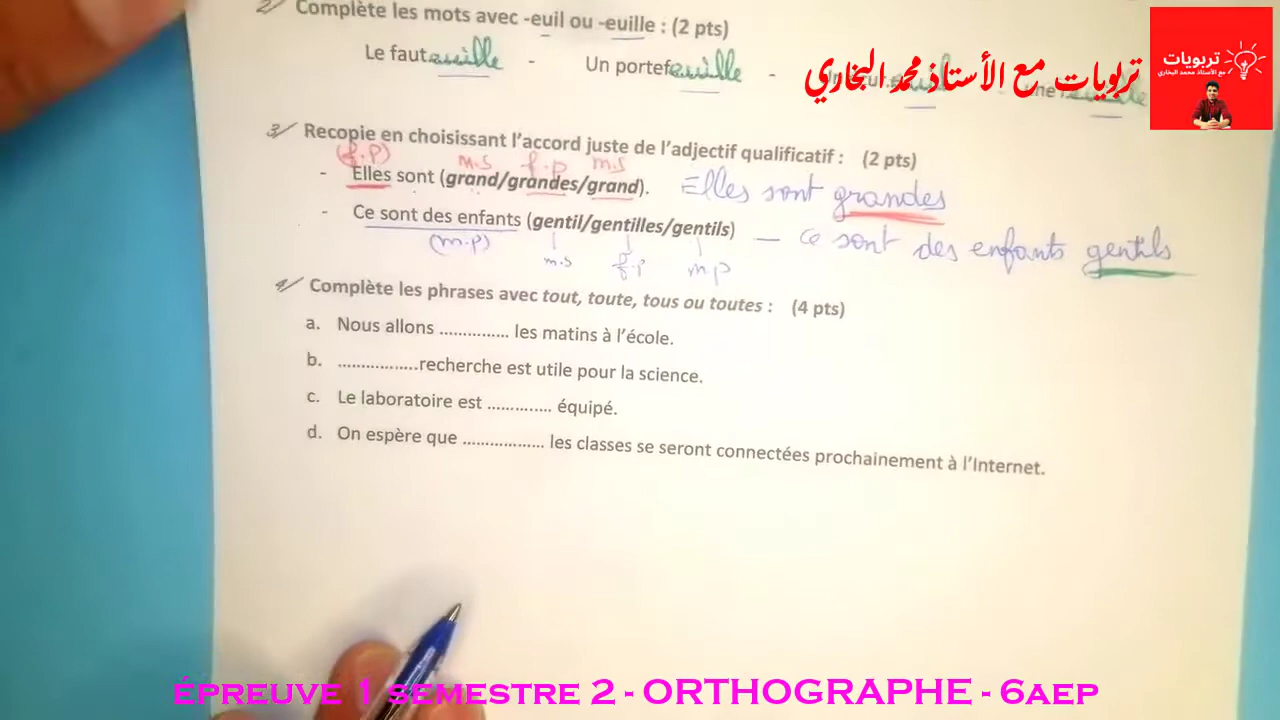 2/ Complète les mots avec -euil ou -euille : (2 pts)
Le fauteuille - Un portefeuille -
تربويات مع الأستاذ محمد البخاري
تربويات
مع الأستاذ محمد البخاري
3/ Recopie en choisissant l'accord juste de l'adjectif qualificatif : (2 pts)
(f.p) m.s f.p m.s
- Elles sont (grand/grandes/grand). Elles sont grandes
- Ce sont des enfants (gentil/gentilles/gentils) — Ce sont des enfants gentils
(m.p) m.s f.p m.p
4/ Complète les phrases avec tout, toute, tous ou toutes : (4 pts)
a. Nous allons ............... les matins à l'école.
b. ..................recherche est utile pour la science.
c. Le laboratoire est .............. équipé.
d. On espère que .................. les classes se seront connectées prochainement à l'Internet.
ÉPREUVE 1 SEMESTRE 2 - ORTHOGRAPHE - 6AEP